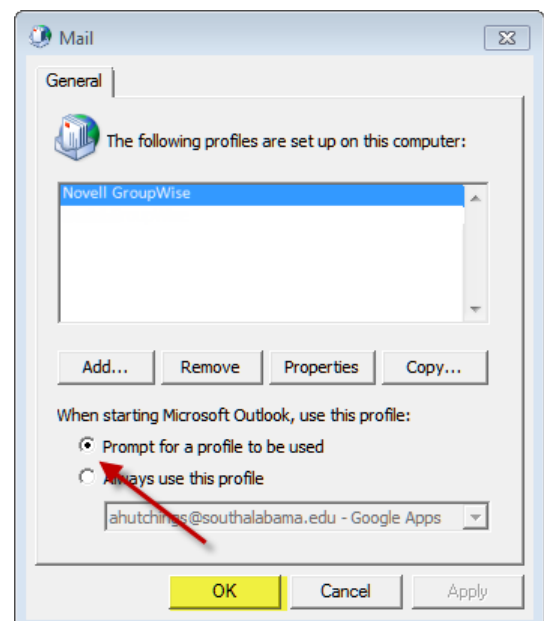 Mail
General
The following profiles are set up on this computer:
Novell GroupWise
Add... Remove Properties Copy...
When starting Microsoft Outlook, use this profile:
Prompt for a profile to be used
Always use this profile
ahutchings@southalabama.edu - Google Apps
OK Cancel Apply